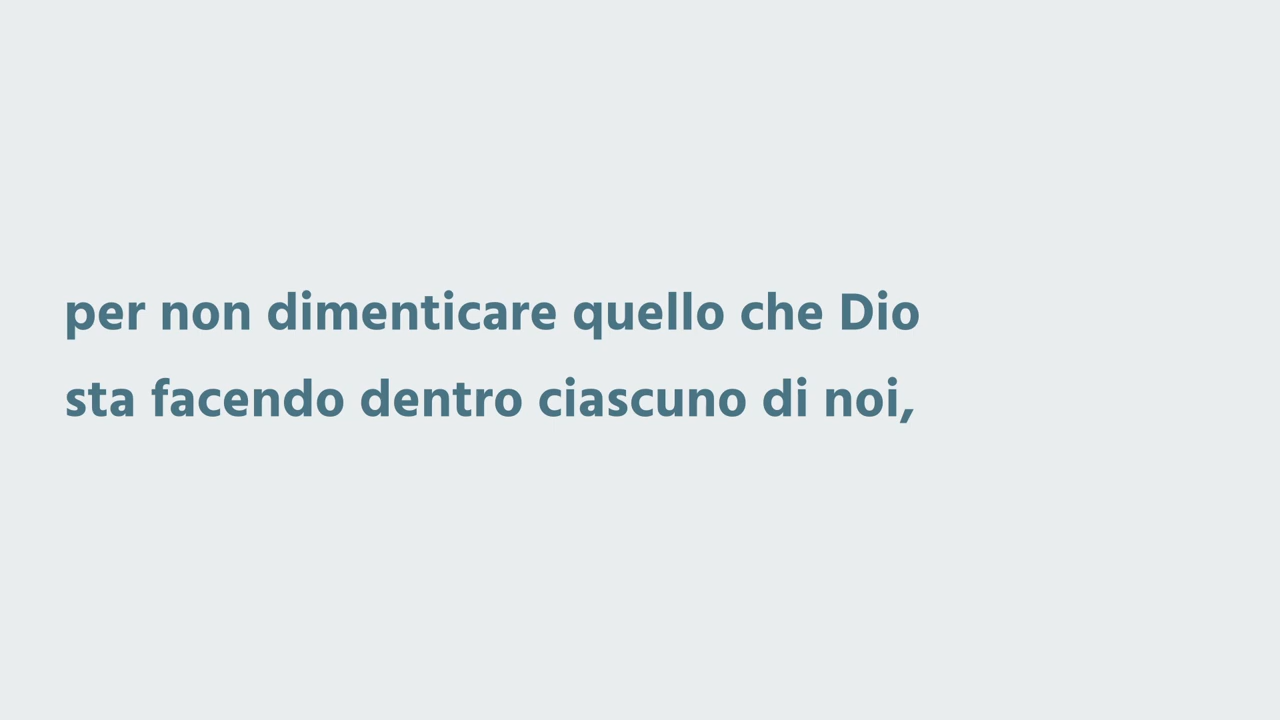 per non dimenticare quello che Dio
sta facendo dentro ciascuno di noi,